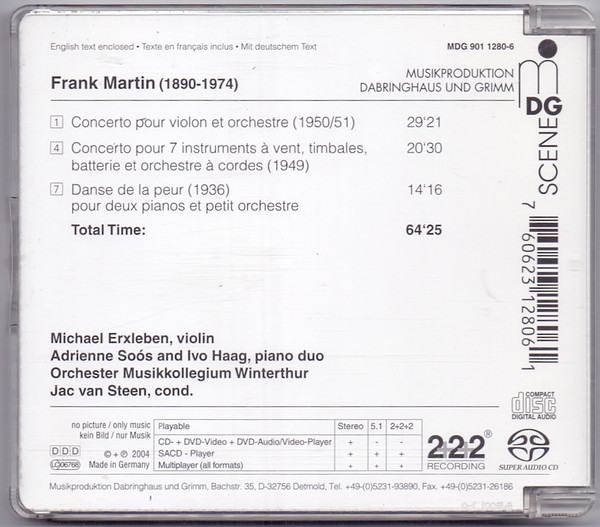 English text enclosed • Texte en français inclus • Mit deutschem Text
MDG 901 1280-6
Frank Martin (1890-1974)
MUSIKPRODUKTION
DABRINGHAUS UND GRIMM
DG
SCENE
1 Concerto pour violon et orchestre (1950/51) 29'21
4 Concerto pour 7 instruments à vent, timbales, 20'30
batterie et orchestre à cordes (1949)
7 Danse de la peur (1936) 14'16
pour deux pianos et petit orchestre
Total Time: 64'25
7 60623 12806 1
Michael Erxleben, violin
Adrienne Soós and Ivo Haag, piano duo
Orchester Musikkollegium Winterthur
Jac van Steen, cond.
COMPACT
disc
DIGITAL AUDIO
no picture / only music
kein Bild / nur Musik
DDD
LC 06768
© + ℗ 2004
Made in Germany
Playable Stereo 5.1 2+2+2
CD- + DVD-Video + DVD-Audio/Video-Player + - -
SACD - Player + + +
Multiplayer (all formats) + + +
222®
RECORDING
SUPER AUDIO CD
Musikproduktion Dabringhaus und Grimm, Bachstr. 35, D-32756 Detmold, Tel. +49-(0)5231-93890, Fax: +49-(0)5231-26186